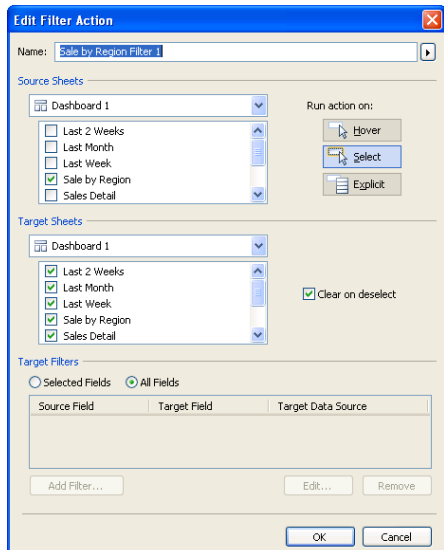 Edit Filter Action
Name: Sale by Region Filter 1
Source Sheets
Dashboard 1
Run action on:
Last 2 Weeks
Last Month
Last Week
Sale by Region
Sales Detail
Hover
Select
Explicit
Target Sheets
Dashboard 1
Last 2 Weeks
Last Month
Last Week
Sale by Region
Sales Detail
Clear on deselect
Target Filters
Selected Fields All Fields
Source Field Target Field Target Data Source
Add Filter... Edit... Remove
OK Cancel